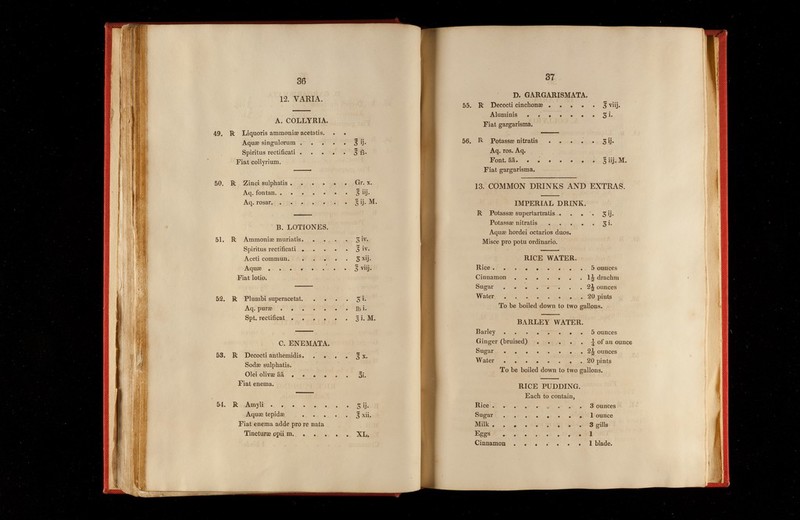 36
12. VARIA.
A. COLLYRIA.
49. ℞ Liquoris ammoniæ acetatis. . .
Aquæ singulorum . . . . . ℥ ij.
Spiritus rectificati . . . . . ℥ ß.
Fiat collyrium.
50. ℞ Zinci sulphatis . . . . . . Gr. x.
Aq. fontan. . . . . . . . ℥ iij.
Aq. rosar. . . . . . . . ℥ ij. M.
B. LOTIONES.
51. ℞ Ammoniæ muriatis. . . . . ʒ iv.
Spiritus rectificati . . . . . ℥ iv.
Aceti commun. . . . . . ℥ xij.
Aquæ . . . . . . . . ℥ viij.
Fiat lotio.
52. ℞ Plumbi superacetat. . . . . ʒ i.
Aq. puræ . . . . . . . ℔ i.
Spt. rectificat . . . . . . ℥ i. M.
C. ENEMATA.
53. ℞ Decocti anthemidis. . . . . ℥ x.
Sodæ sulphatis.
Olei olivæ āā . . . . . . ℥i.
Fiat enema.
54. ℞ Amyli . . . . . . . . ʒ ij.
Aquæ tepidæ . . . . . ℥ xii.
Fiat enema adde pro re nata
Tincturæ opii m. . . . . . XL.
37
D. GARGARISMATA.
55. ℞ Decocti cinchonæ . . . . . ℥ viij.
Aluminis . . . . . . . ʒ i.
Fiat gargarisma.
56. ℞ Potassæ nitratis . . . . . ʒ ij.
Aq. ros. Aq.
Font. āā. . . . . . . . ℥ iij. M.
Fiat gargarisma.
13. COMMON DRINKS AND EXTRAS.
IMPERIAL DRINK.
℞ Potassæ supertartratis . . . . ʒ ij.
Potassæ nitratis . . . . . ʒ i.
Aquæ hordei octarios duos.
Misce pro potu ordinario.
RICE WATER.
Rice . . . . . . . . . 5 ounces
Cinnamon . . . . . . . 1½ drachm
Sugar . . . . . . . . 2½ ounces
Water . . . . . . . . 20 pints
To be boiled down to two gallons.
BARLEY WATER.
Barley . . . . . . . . 5 ounces
Ginger (bruised) . . . . . ½ of an ounce
Sugar . . . . . . . . 2½ ounces
Water . . . . . . . . 20 pints
To be boiled down to two gallons.
RICE PUDDING.
Each to contain,
Rice . . . . . . . . . 3 ounces
Sugar . . . . . . . . 1 ounce
Milk . . . . . . . . . 3 gills
Eggs . . . . . . . . 1
Cinnamon . . . . . . . 1 blade.